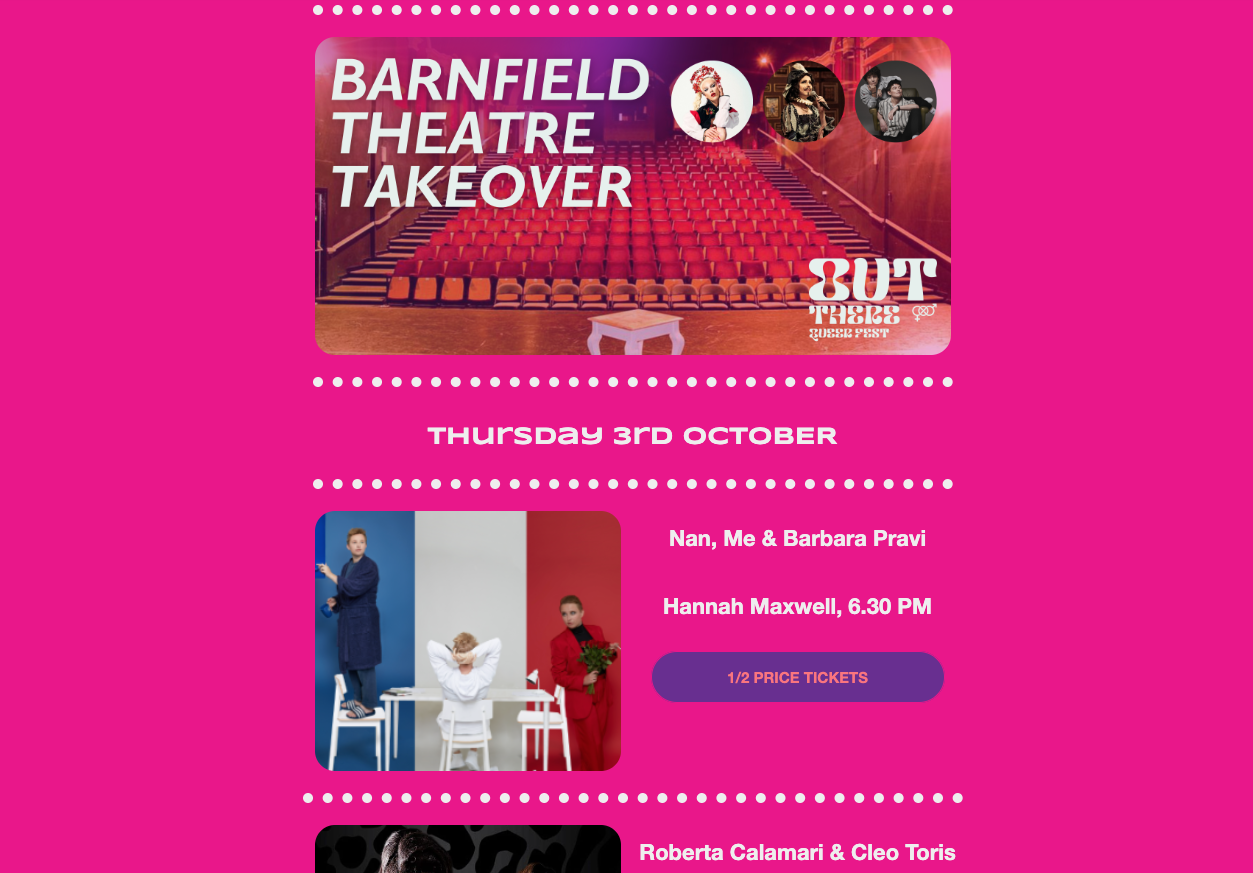 BARNFIELD
THEATRE
TAKEOVER
OUT
THERE
QUEER FEST
Thursday 3rd OCTOBER
Nan, Me & Barbara Pravi
Hannah Maxwell, 6.30 PM
1/2 PRICE TICKETS
Roberta Calamari & Cleo Toris